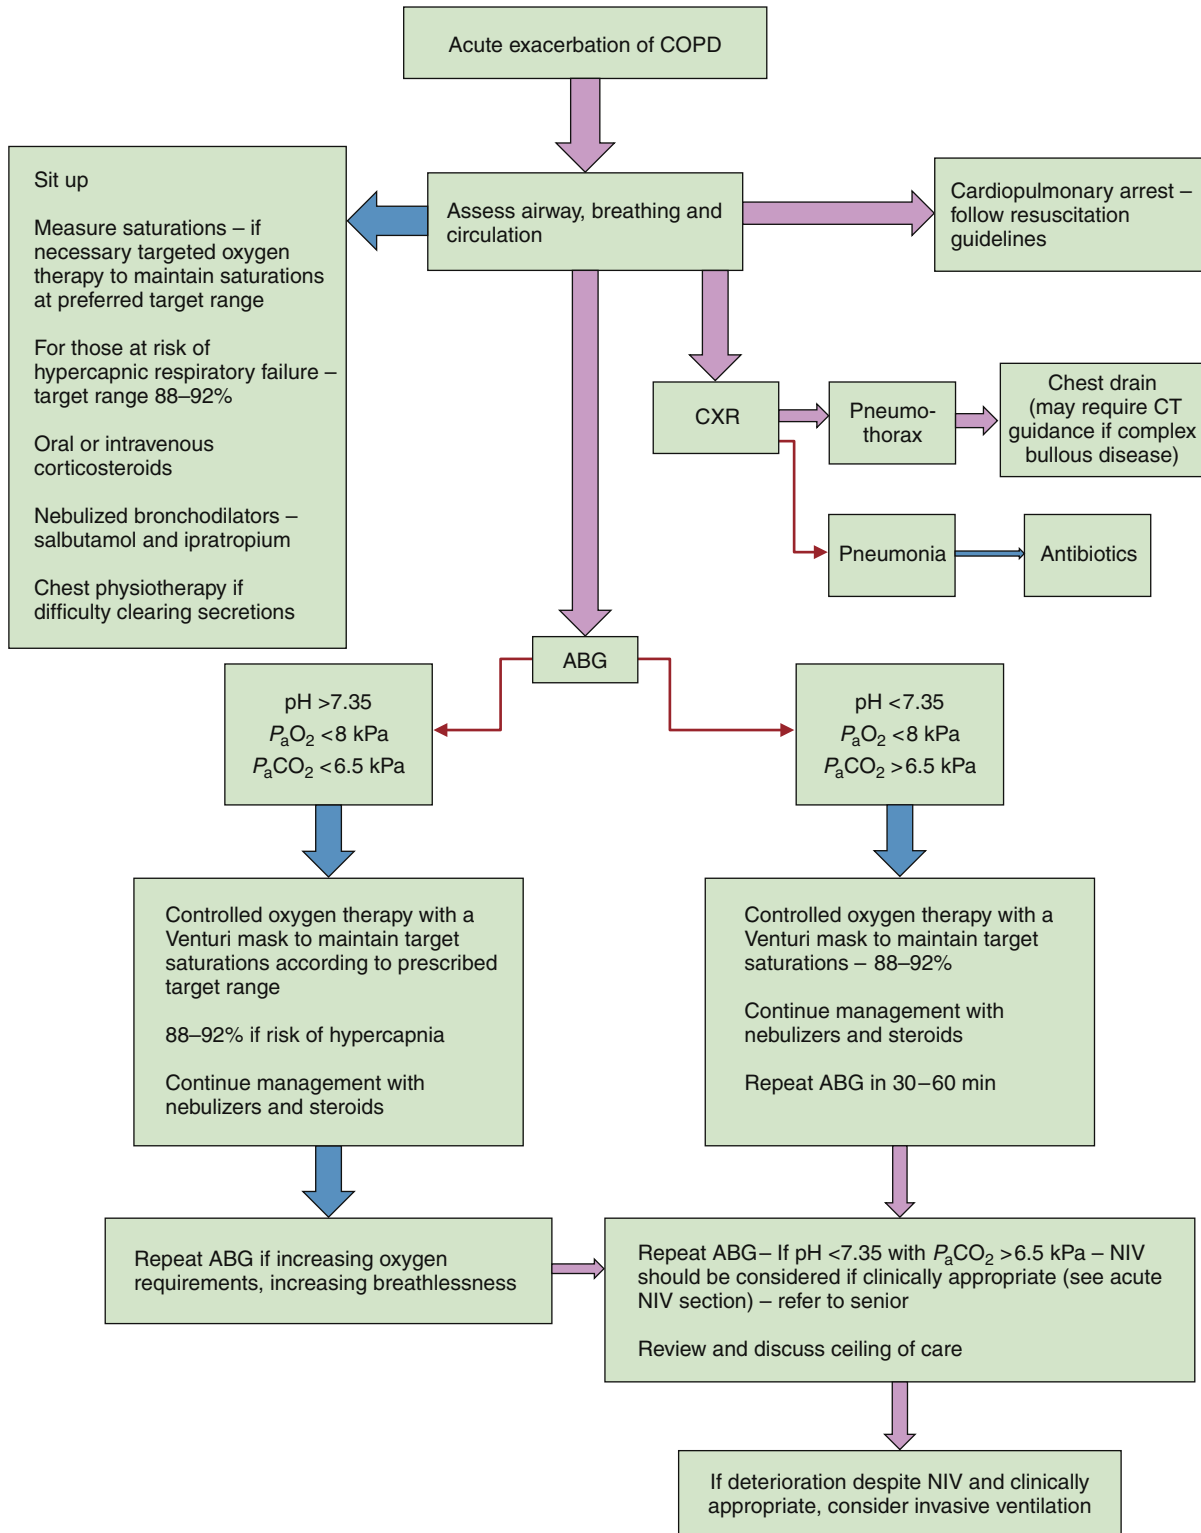 Acute exacerbation of COPD
Sit up
Measure saturations – if
necessary targeted oxygen
therapy to maintain saturations
at preferred target range
For those at risk of
hypercapnic respiratory failure –
target range 88–92%
Oral or intravenous
corticosteroids
Nebulized bronchodilators –
salbutamol and ipratropium
Chest physiotherapy if
difficulty clearing secretions
Assess airway, breathing and
circulation
Cardiopulmonary arrest –
follow resuscitation
guidelines
CXR
Pneumo-
thorax
Chest drain
(may require CT
guidance if complex
bullous disease)
Pneumonia
Antibiotics
ABG
pH >7.35
PaO2 <8 kPa
PaCO2 <6.5 kPa
pH <7.35
PaO2 <8 kPa
PaCO2 >6.5 kPa
Controlled oxygen therapy with a
Venturi mask to maintain target
saturations according to prescribed
target range
88–92% if risk of hypercapnia
Continue management with
nebulizers and steroids
Controlled oxygen therapy with a
Venturi mask to maintain target
saturations – 88–92%
Continue management with
nebulizers and steroids
Repeat ABG in 30–60 min
Repeat ABG if increasing oxygen
requirements, increasing breathlessness
Repeat ABG– If pH <7.35 with PaCO2 >6.5 kPa – NIV
should be considered if clinically appropriate (see acute
NIV section) – refer to senior
Review and discuss ceiling of care
If deterioration despite NIV and clinically
appropriate, consider invasive ventilation